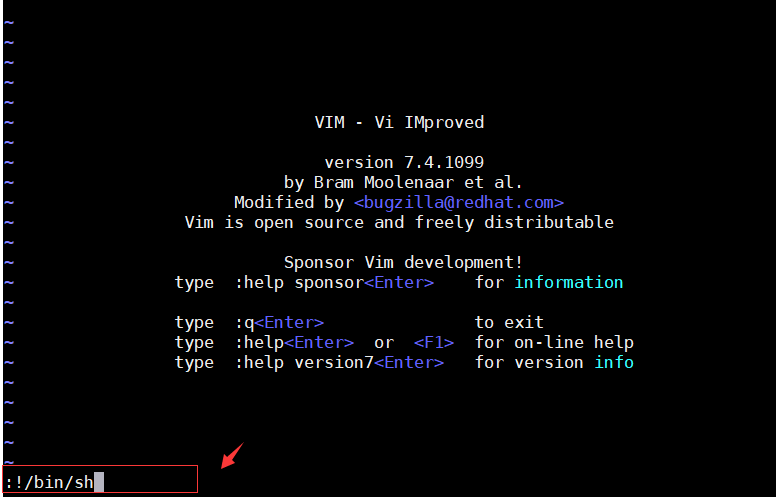 ~
~
~
~
~
~ VIM - Vi IMproved
~
~ version 7.4.1099
~ by Bram Moolenaar et al.
~ Modified by <bugzilla@redhat.com>
~ Vim is open source and freely distributable
~
~ Sponsor Vim development!
~ type :help sponsor<Enter> for information
~
~ type :q<Enter> to exit
~ type :help<Enter> or <F1> for on-line help
~ type :help version7<Enter> for version info
~
~
~
~
~
:!/bin/sh